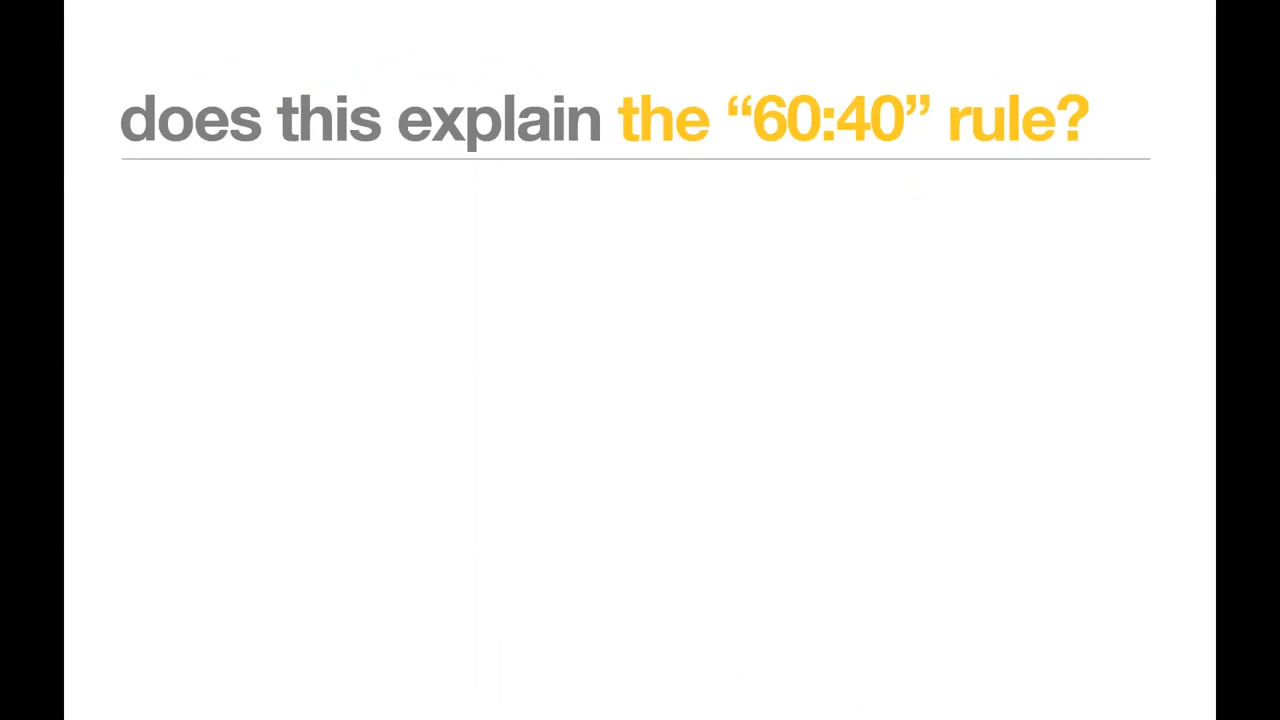 does this explain the “60:40” rule?